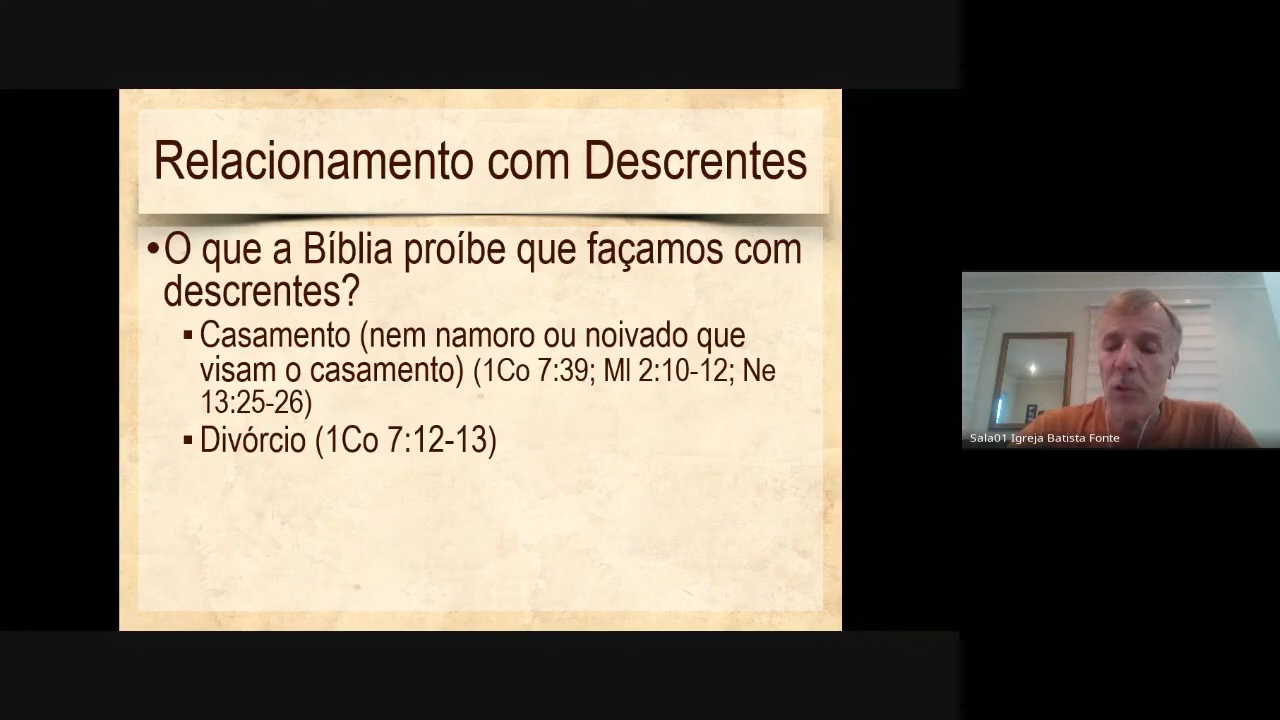 Relacionamento com Descrentes
•O que a Bíblia proíbe que façamos com
descrentes?
▪ Casamento (nem namoro ou noivado que
visam o casamento) (1Co 7:39; Ml 2:10-12; Ne
13:25-26)
▪ Divórcio (1Co 7:12-13)
Sala01 Igreja Batista Fonte